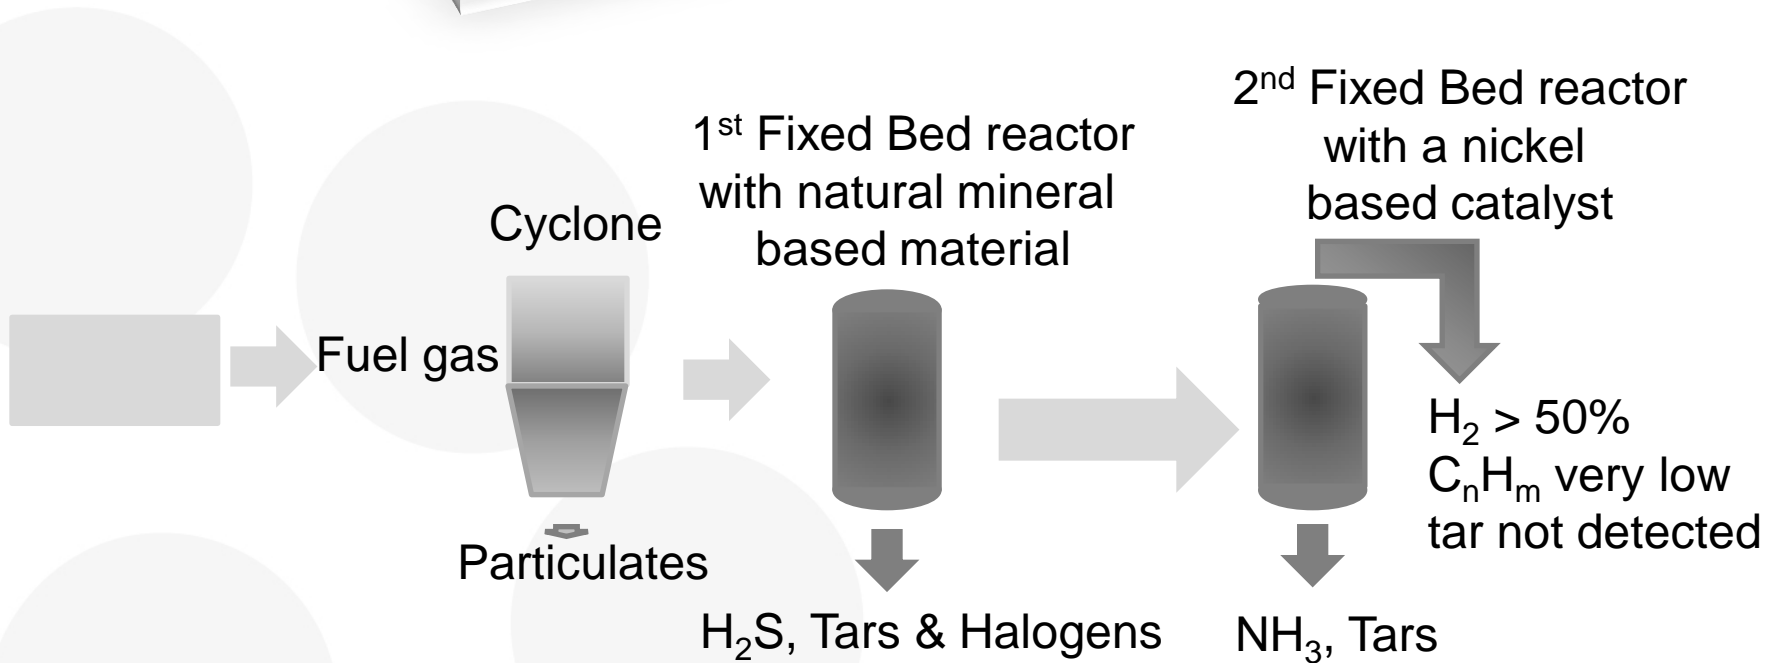 2nd Fixed Bed reactor
with a nickel
based catalyst
1st Fixed Bed reactor
with natural mineral
based material
Cyclone
Fuel gas
H2 > 50%
CnHm very low
tar not detected
Particulates
H2S, Tars & Halogens
NH3, Tars